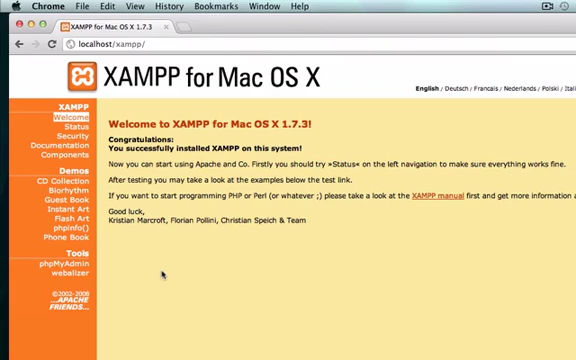 Chrome File Edit View History Bookmarks Window Help
XAMPP for Mac OS X 1.7.3
localhost/xampp/
XAMPP for Mac OS X
English / Deutsch / Francais / Nederlands / Polski /
XAMPP
Welcome
Status
Security
Documentation
Components
Demos
CD Collection
Biorhythm
Guest Book
Instant Art
Flash Art
phpinfo()
Phone Book
Tools
phpMyAdmin
webalizer
©2002-2008
...APACHE
FRIENDS...
Welcome to XAMPP for Mac OS X 1.7.3!
Congratulations:
You successfully installed XAMPP on this system!
Now you can start using Apache and Co. Firstly you should try »Status« on the left navigation to make sure everything works fine.
After testing you may take a look at the examples below the test link.
If you want to start programming PHP or Perl (or whatever ;) please take a look at the XAMPP manual first and get more information a
Good luck,
Kristian Marcroft, Florian Pollini, Christian Speich & Team